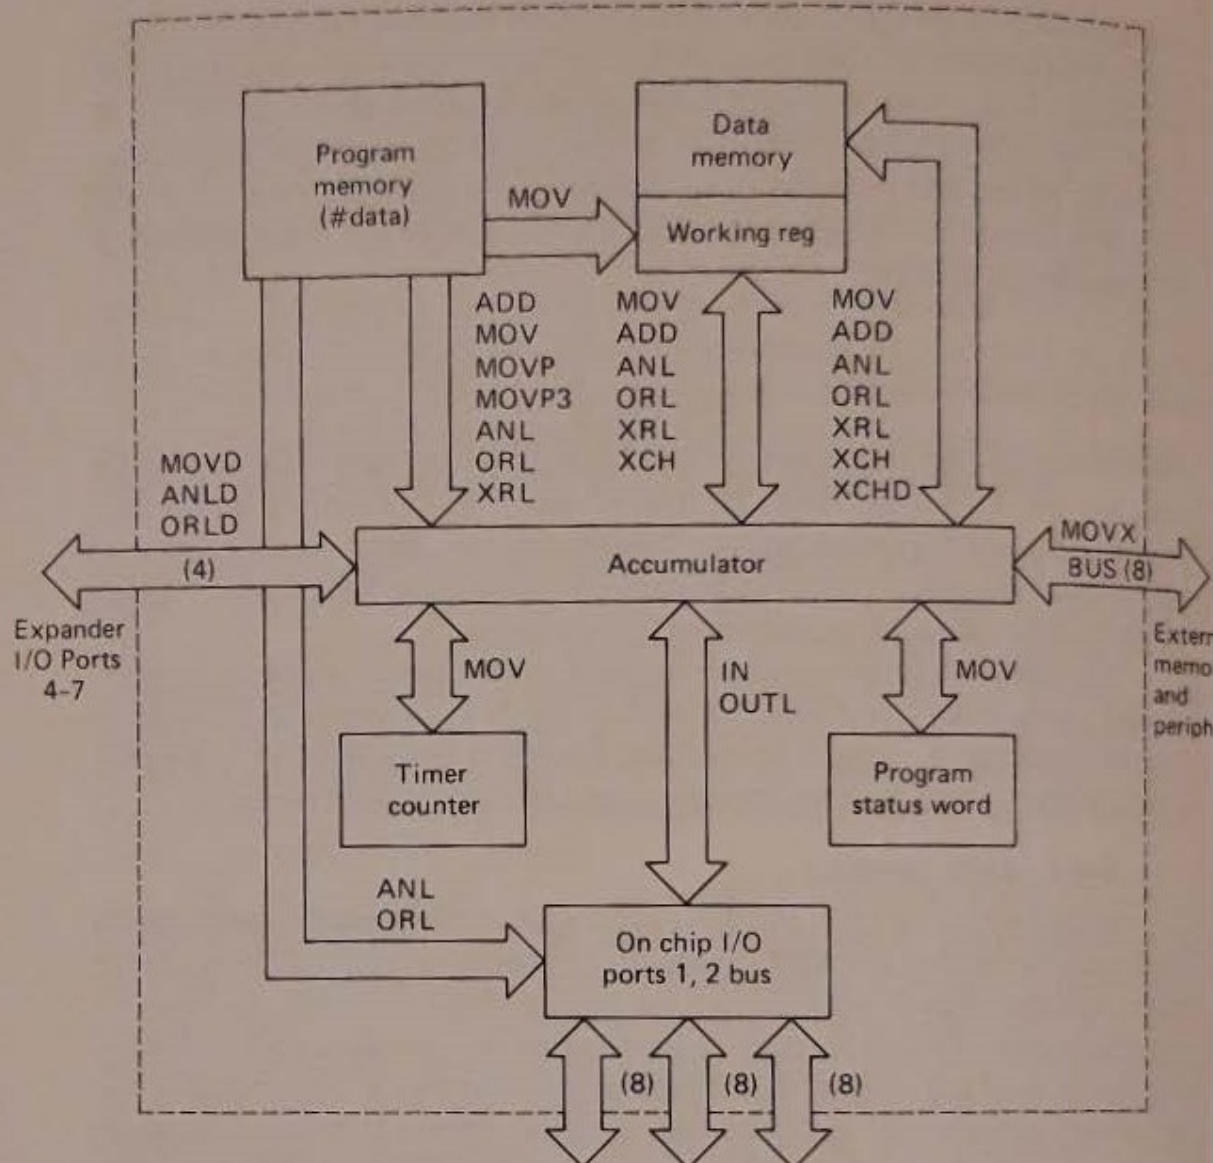 Program
memory
(#data)
MOV
Data
memory
Working reg
ADD
MOV
MOVP
MOVP3
ANL
ORL
XRL
MOV
ADD
ANL
ORL
XRL
XCH
MOV
ADD
ANL
ORL
XRL
XCH
XCHD
MOVD
ANLD
ORLD
(4)
Expander
I/O Ports
4-7
Accumulator
MOVX
BUS (8)
and
MOV
IN
OUTL
MOV
Timer
counter
Program
status word
ANL
ORL
On chip I/O
ports 1, 2 bus
(8)
(8)
(8)